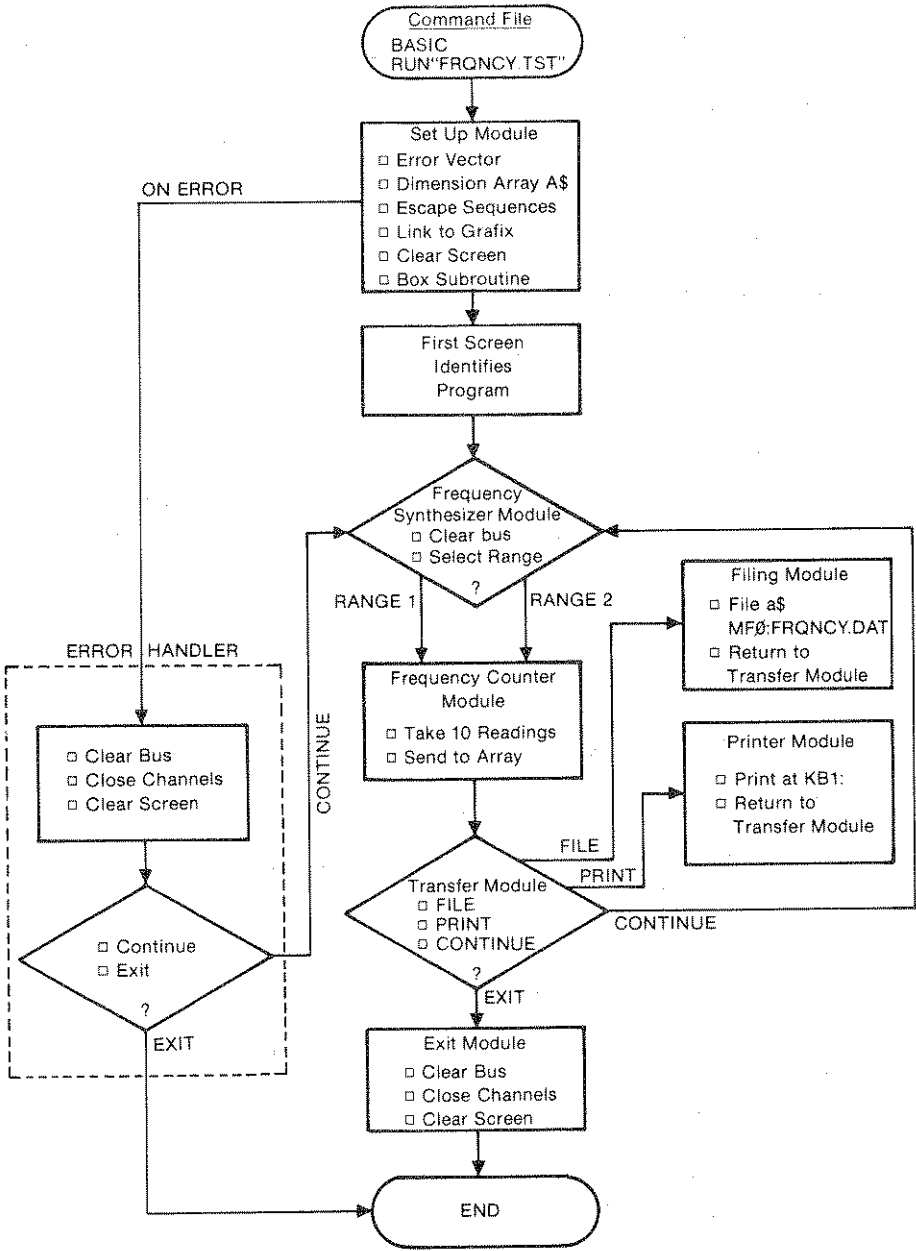 Command File
BASIC
RUN"FRQNCY.TST"
Set Up Module
□ Error Vector
□ Dimension Array A$
□ Escape Sequences
□ Link to Grafix
□ Clear Screen
□ Box Subroutine
ON ERROR
First Screen
Identifies
Program
Frequency
Synthesizer Module
□ Clear bus
□ Select Range
?
RANGE 1
RANGE 2
Filing Module
□ File a$
MFØ:FRQNCY.DAT
□ Return to
Transfer Module
ERROR HANDLER
□ Clear Bus
□ Close Channels
□ Clear Screen
CONTINUE
Frequency Counter
Module
□ Take 10 Readings
□ Send to Array
Printer Module
□ Print at KB1:
□ Return to
Transfer Module
FILE
PRINT
Transfer Module
□ FILE
□ PRINT
□ CONTINUE
?
CONTINUE
EXIT
□ Continue
□ Exit
?
EXIT
Exit Module
□ Clear Bus
□ Close Channels
□ Clear Screen
END